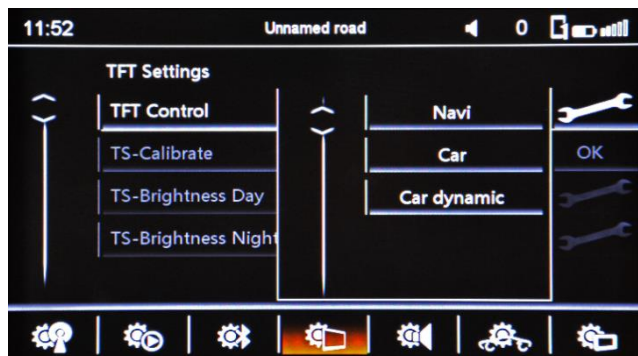 11:52 Unnamed road 0
TFT Settings
TFT Control
TS-Calibrate
TS-Brightness Day
TS-Brightness Night
Navi
Car
Car dynamic
OK